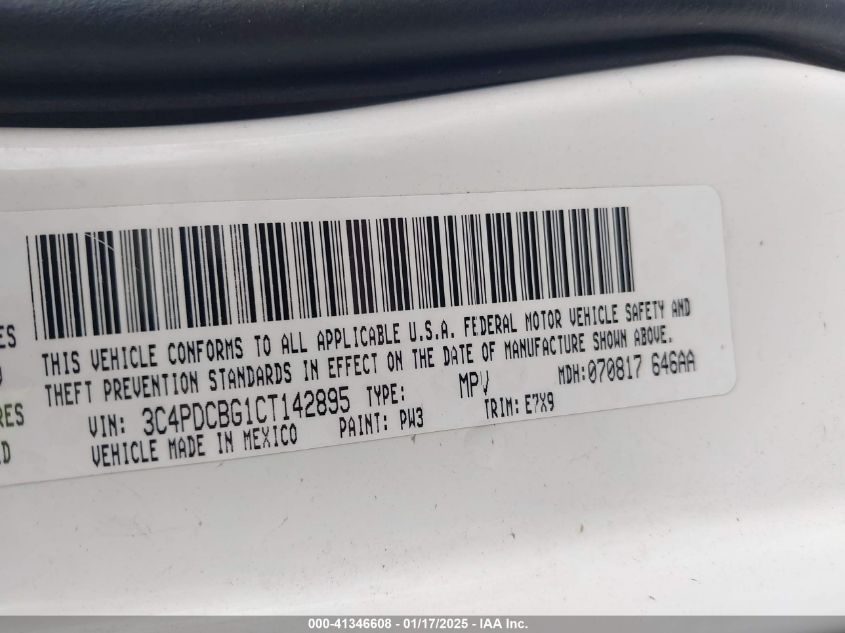 THIS VEHICLE CONFORMS TO ALL APPLICABLE U.S.A. FEDERAL MOTOR VEHICLE SAFETY AND
THEFT PREVENTION STANDARDS IN EFFECT ON THE DATE OF MANUFACTURE SHOWN ABOVE.
VIN: 3C4PDCBG1CT142895 TYPE: MPV MDH:070817 646AA
VEHICLE MADE IN MEXICO PAINT: PW3 TRIM: E7X9
ES
RES
D
000-41346608 - 01/17/2025 - IAA Inc.